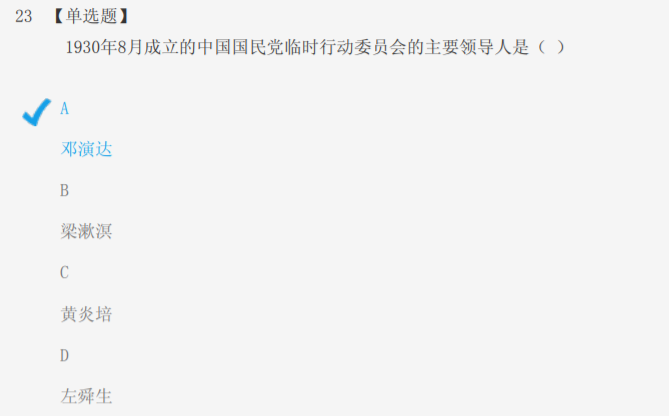 23 【单选题】
1930年8月成立的中国国民党临时行动委员会的主要领导人是（ ）
A
邓演达
B
梁漱溟
C
黄炎培
D
左舜生